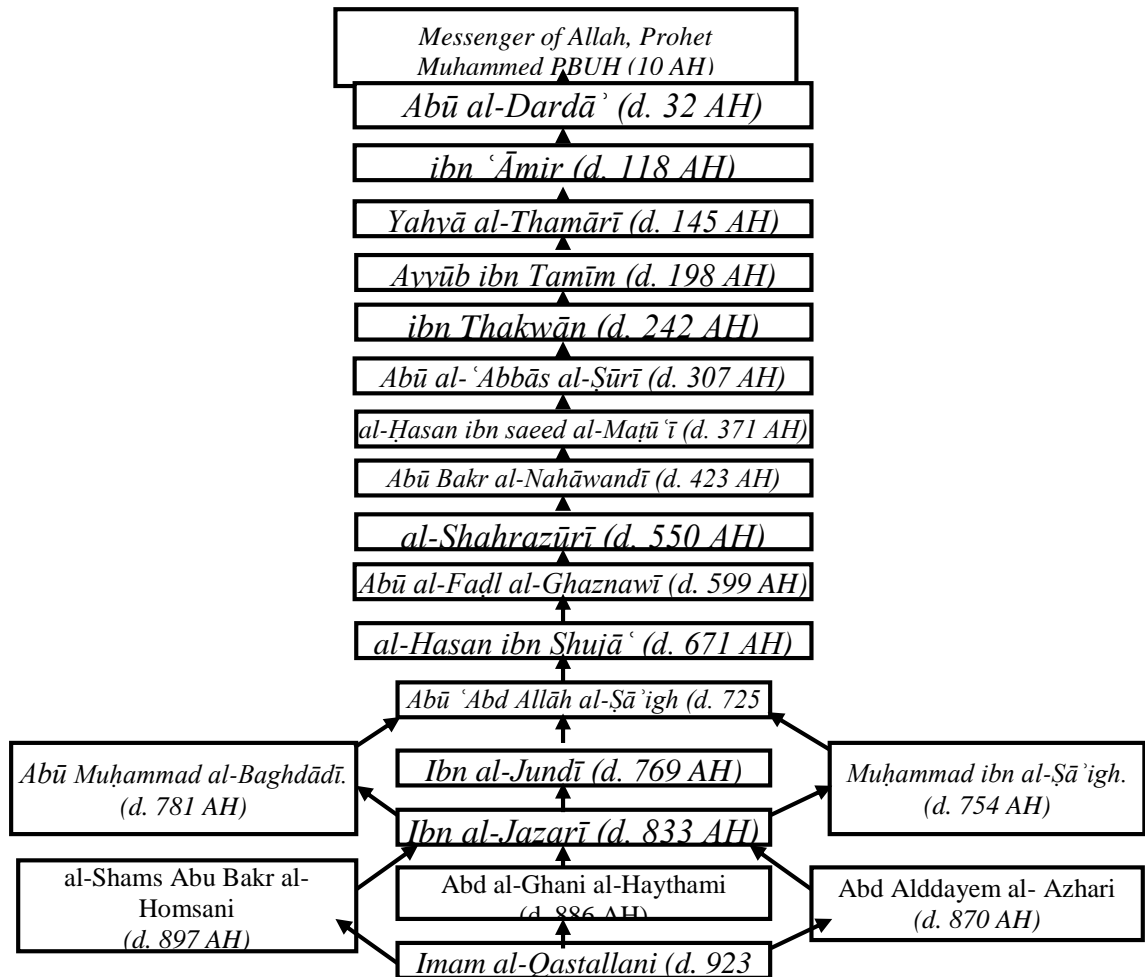 Messenger of Allah, Prohet
Muhammed PBUH (10 AH)
Abū al-Dardāʾ (d. 32 AH)
ibn ʿĀmir (d. 118 AH)
Yahyā al-Thamārī (d. 145 AH)
Ayyūb ibn Tamīm (d. 198 AH)
ibn Thakwān (d. 242 AH)
Abū al-ʿAbbās al-Ṣūrī (d. 307 AH)
al-Ḥasan ibn saeed al-Maṭūʿī (d. 371 AH)
Abū Bakr al-Nahāwandī (d. 423 AH)
al-Shahrazūrī (d. 550 AH)
Abū al-Faḍl al-Ghaznawī (d. 599 AH)
al-Hasan ibn Shujāʿ (d. 671 AH)
Abū ʿAbd Allāh al-Ṣāʾigh (d. 725
Abū Muḥammad al-Baghdādī.
(d. 781 AH)
Ibn al-Jundī (d. 769 AH)
Muḥammad ibn al-Ṣāʾigh.
(d. 754 AH)
Ibn al-Jazarī (d. 833 AH)
al-Shams Abu Bakr al-
Homsani
(d. 897 AH)
Abd al-Ghani al-Haythami
(d. 886 AH)
Abd Alddayem al- Azhari
(d. 870 AH)
Imam al-Qastallani (d. 923